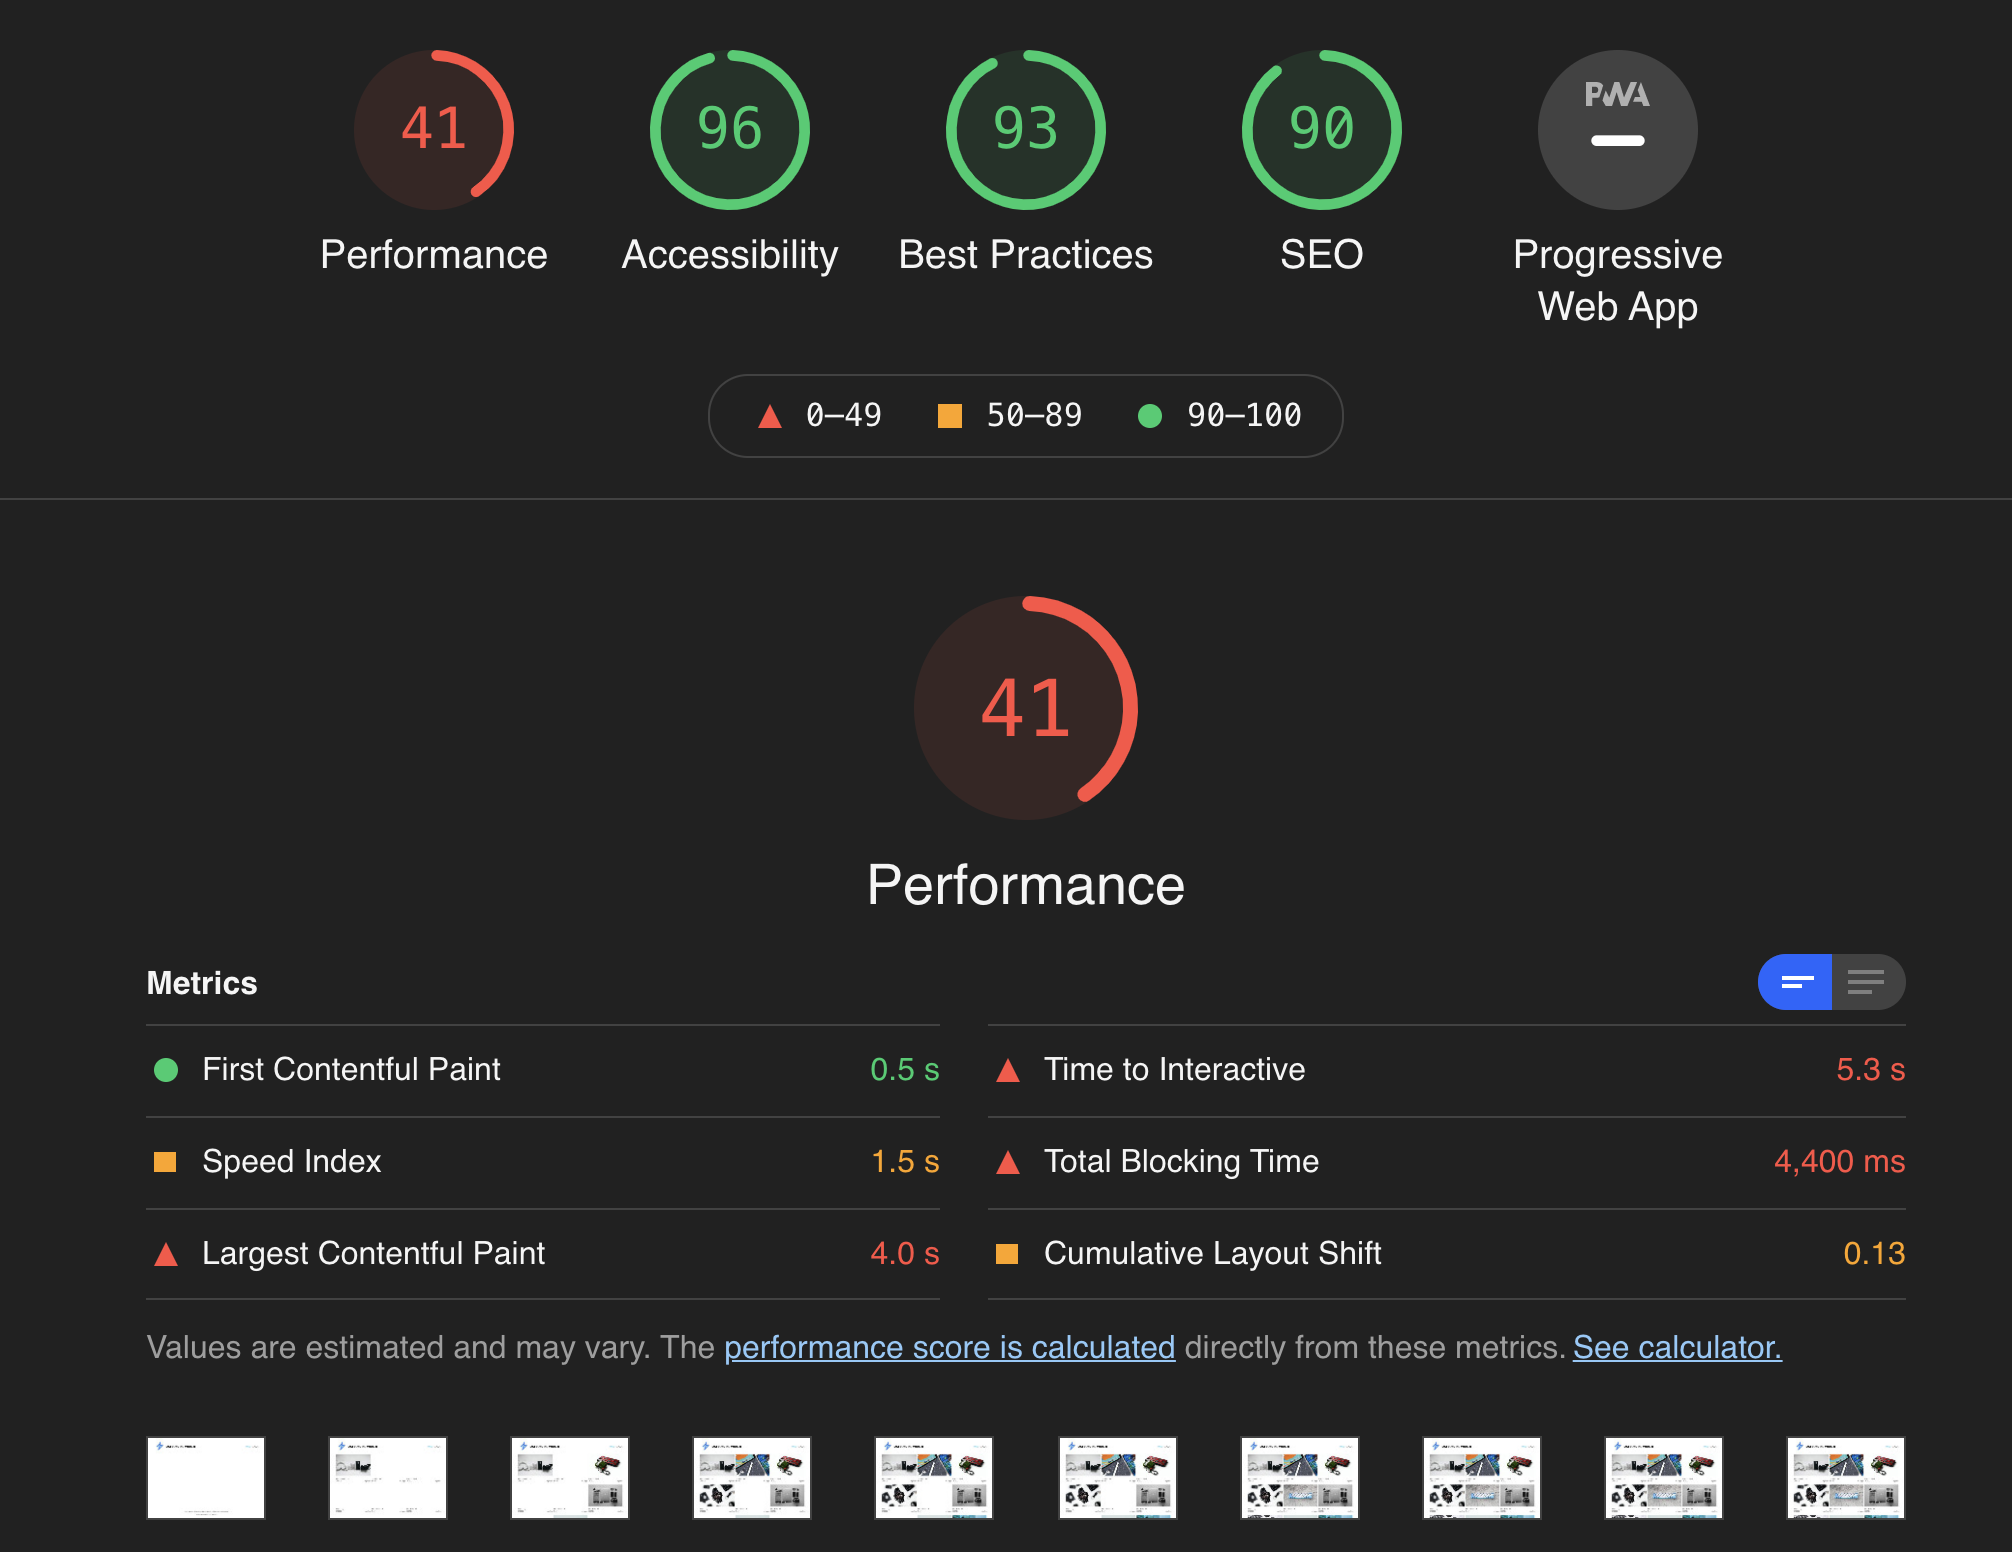 41
96
93
90
PWA
Performance
Accessibility
Best Practices
SEO
Progressive
Web App
0–49
50–89
90–100
41
Performance
Metrics
First Contentful Paint 0.5 s
Time to Interactive 5.3 s
Speed Index 1.5 s
Total Blocking Time 4,400 ms
Largest Contentful Paint 4.0 s
Cumulative Layout Shift 0.13
Values are estimated and may vary. The performance score is calculated directly from these metrics. See calculator.